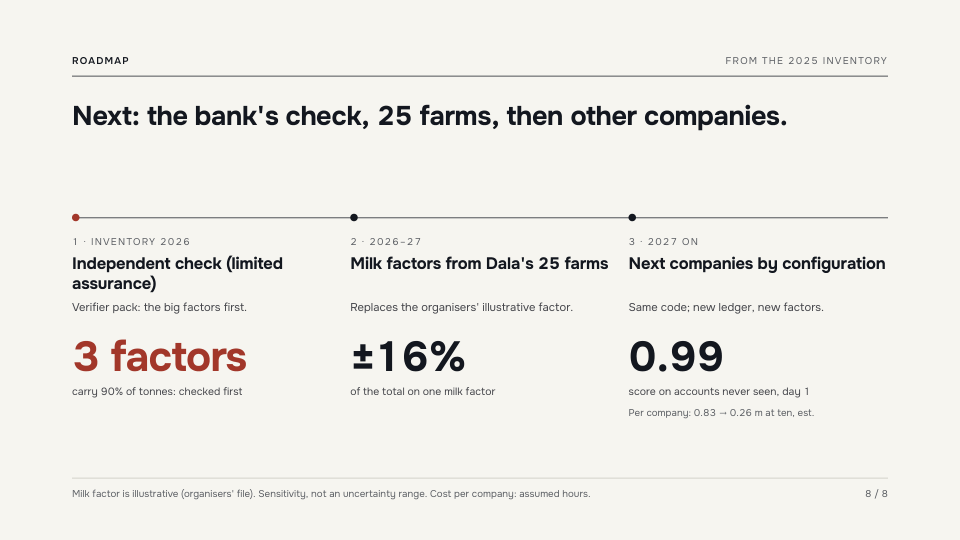 ROADMAP
FROM THE 2025 INVENTORY
Next: the bank's check, 25 farms, then other companies.
1 · INVENTORY 2026
Independent check (limited
assurance)
Verifier pack: the big factors first.
3 factors
carry 90% of tonnes: checked first
2 · 2026–27
Milk factors from Dala's 25 farms
Replaces the organisers' illustrative factor.
±16%
of the total on one milk factor
3 · 2027 ON
Next companies by configuration
Same code; new ledger, new factors.
0.99
score on accounts never seen, day 1
Per company: 0.83 → 0.26 m at ten, est.
Milk factor is illustrative (organisers' file). Sensitivity, not an uncertainty range. Cost per company: assumed hours.
8 / 8